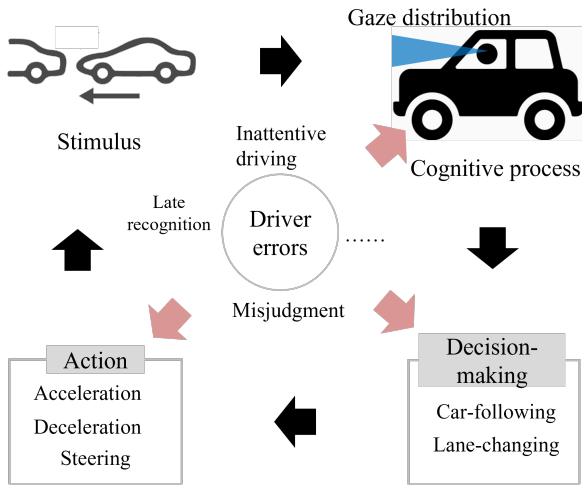 Gaze distribution
Stimulus
Inattentive
driving
Cognitive process
Late
recognition
Driver
errors
......
Misjudgment
Action
Acceleration
Deceleration
Steering
Decision-
making
Car-following
Lane-changing